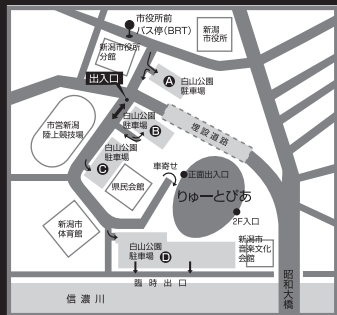 市役所前
バス停(BRT)
新潟
市役所
新潟市役所
分館
出入口
A
白山公園
駐車場
白山公園
駐車場
B
市営新潟
陸上競技場
白山公園
駐車場
C
埋設道路
車寄せ
正面出入口
県民会館
りゅーとぴあ
2F入口
新潟市
体育館
新潟市
音楽文化
会館
白山公園
駐車場
D
臨時出口
信濃川
昭和大橋